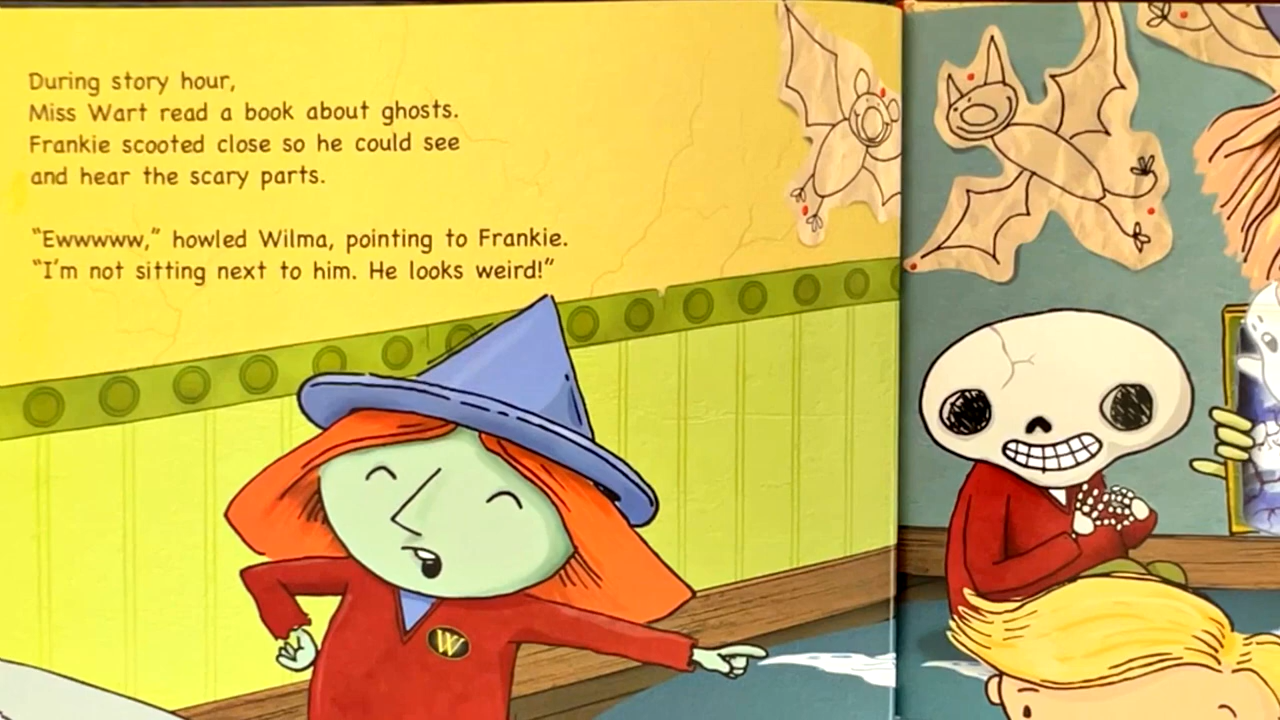 During story hour,
Miss Wart read a book about ghosts.
Frankie scooted close so he could see
and hear the scary parts.
“Ewwwww,” howled Wilma, pointing to Frankie.
“I’m not sitting next to him. He looks weird!”
W